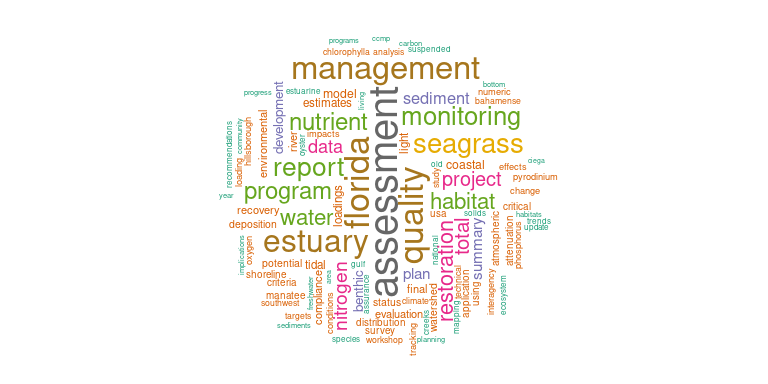 programs
ccmp
carbon
chlorophylla
analysis
suspended
management
progress
estuarine
model
living
sediment
bottom
numeric
bahamense
estimates
development
nutrient
monitoring
assessment
recommendations
community
hillsborough
loading
environmental
river
oyster
impacts
data
light
seagrass
florida
quality
report
old
coastal
effects
ciega
study
project
pyrodinium
year
program
habitat
change
critical
recovery
water
loadings
usa
solids
habitats
trends
update
deposition
estuary
national
restoration
total
summary
atmospheric
attenuation
phosphorus
implications
oxygen
potential
tidal
gulf
shoreline
criteria
benthic
plan
manatee
southwest
freshwater
compliance
area
nitrogen
assurance
status
final
climate
watershed
technical
application
using
interagency
ecosystem
targets
conditions
distribution
evaluation
creeks
mapping
sediments
survey
species
workshop
tracking
planning